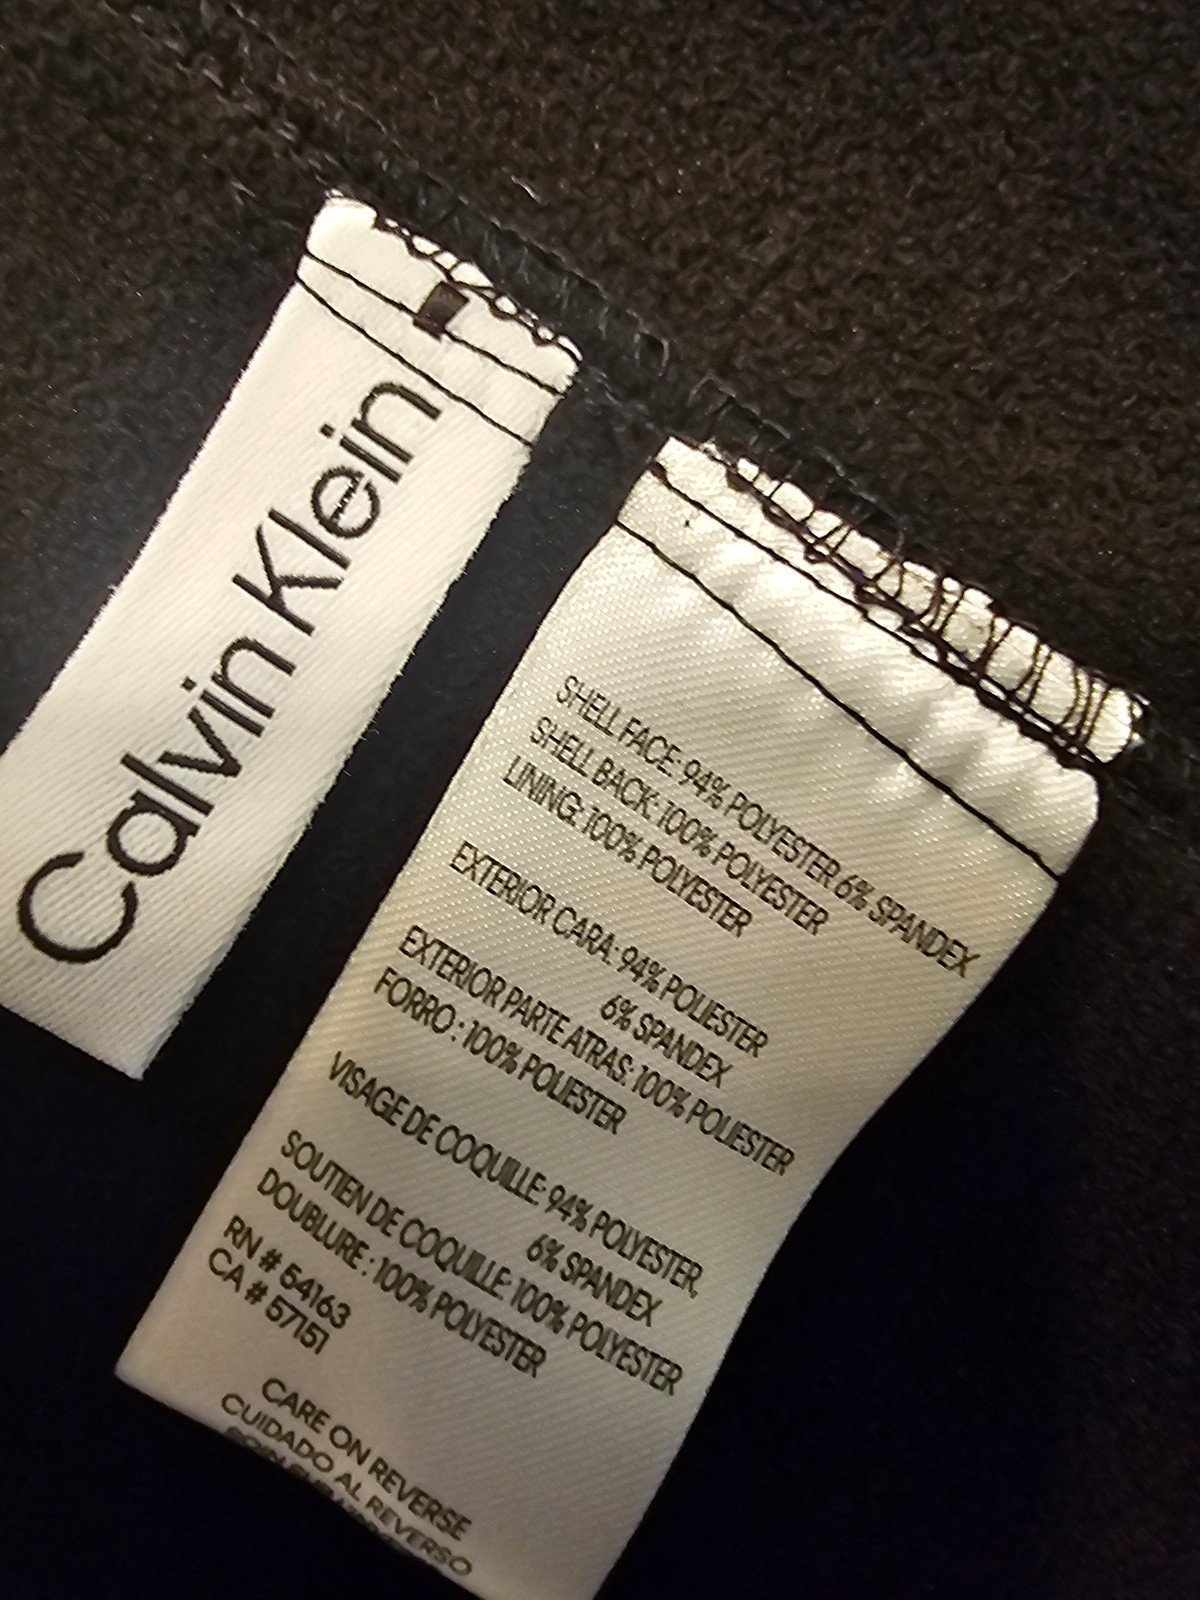 Calvin Klein
SHELL FACE: 94% POLYESTER 6% SPANDEX
SHELL BACK: 100% POLYESTER
LINING: 100% POLYESTER
EXTERIOR CARA: 94% POLIESTER
6% SPANDEX
EXTERIOR PARTE ATRAS: 100% POLIESTER
FORRO : 100% POLIESTER
VISAGE DE COQUILLE: 94% POLYESTER,
6% SPANDEX
SOUTIEN DE COQUILLE: 100% POLYESTER
DOUBLURE : 100% POLYESTER
RN # 54163
CA # 57151
CARE ON REVERSE
CUIDADO AL REVERSO